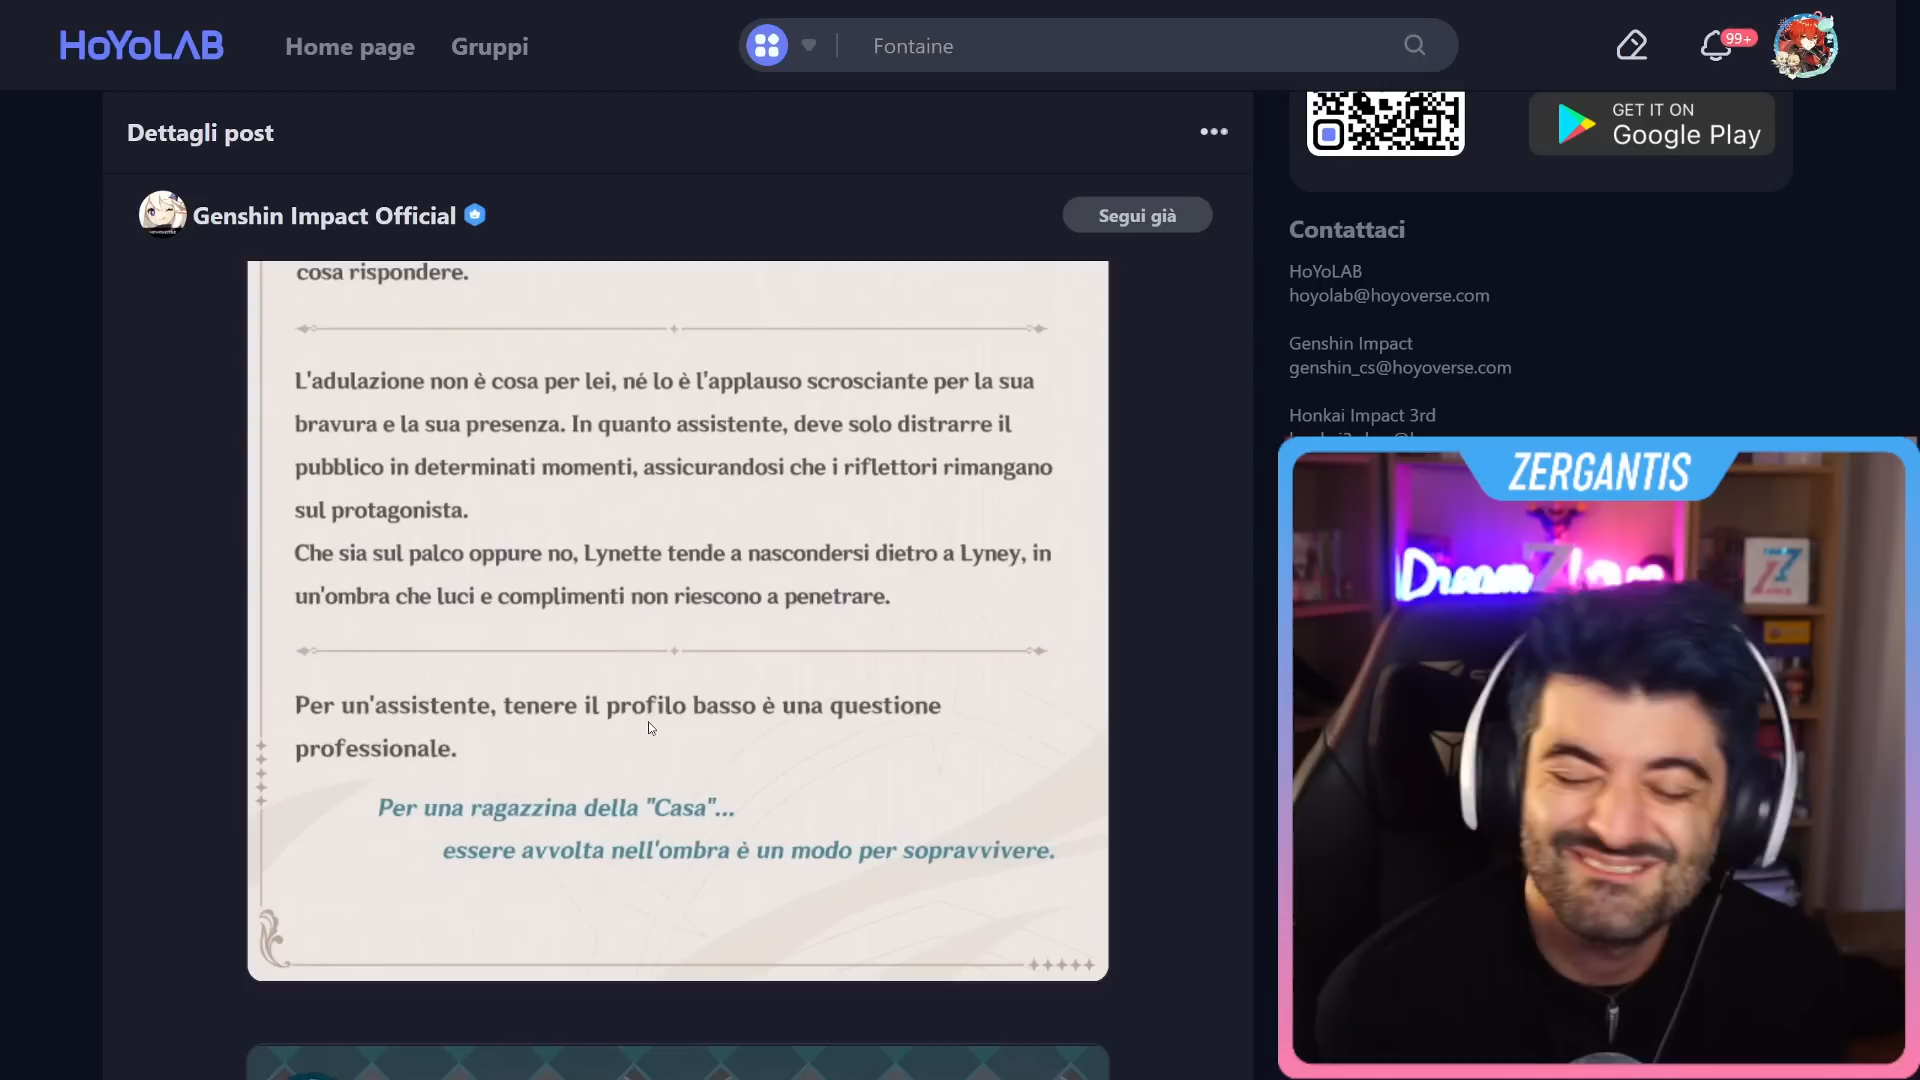 HoYoLAB
Home page
Gruppi
Fontaine
99+
Dettagli post
GET IT ON
Google Play
Genshin Impact Official
Segui già
cosa rispondere.
L'adulazione non è cosa per lei, né lo è l'applauso scrosciante per la sua
bravura e la sua presenza. In quanto assistente, deve solo distrarre il
pubblico in determinati momenti, assicurandosi che i riflettori rimangano
sul protagonista.
Che sia sul palco oppure no, Lynette tende a nascondersi dietro a Lyney, in
un'ombra che luci e complimenti non riescono a penetrare.
Per un'assistente, tenere il profilo basso è una questione
professionale.
Per una ragazzina della "Casa"...
essere avvolta nell'ombra è un modo per sopravvivere.
Contattaci
HoYoLAB
hoyolab@hoyoverse.com
Genshin Impact
genshin_cs@hoyoverse.com
Honkai Impact 3rd
ZERGANTIS
Dream Z